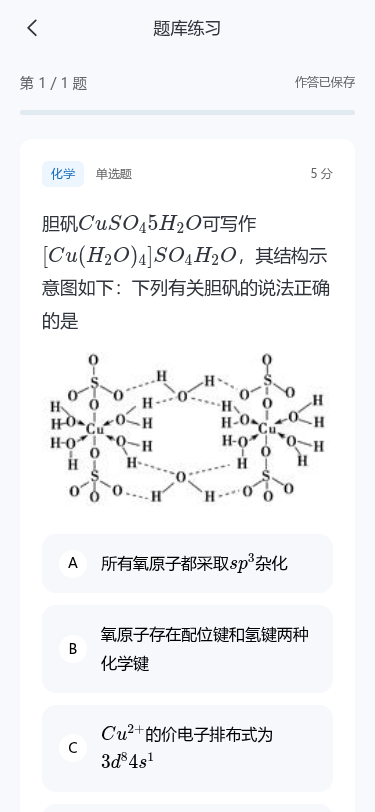 题库练习
第 1 / 1 题
作答已保存
化学 单选题 5 分
胆矾CuSO₄5H₂O可写作
[Cu(H₂O)₄]SO₄H₂O，其结构示
意图如下：下列有关胆矾的说法正确
的是
O
H H O
O S O O O S O
H O H H O H
H-O Cu O-H H-O Cu O-H
H-O O-H H-O O-H
H O H H O H
S O S
O O O H H O O O
A 所有氧原子都采取sp³杂化
B 氧原子存在配位键和氢键两种
化学键
C Cu²⁺的价电子排布式为
3d⁸4s¹